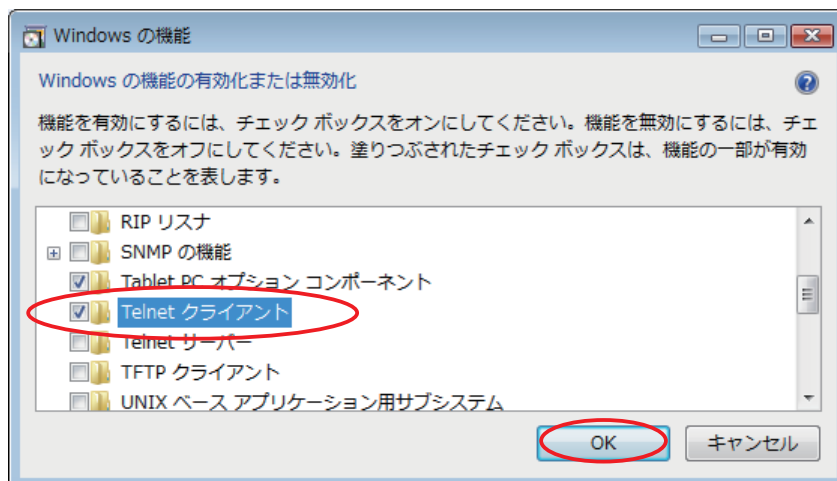 Windows の機能
Windows の機能の有効化または無効化
機能を有効にするには、チェック ボックスをオンにしてください。機能を無効にするには、チェ
ック ボックスをオフにしてください。塗りつぶされたチェック ボックスは、機能の一部が有効
になっていることを表します。
RIP リスナ
SNMP の機能
Tablet PC オプション コンポーネント
Telnet クライアント
Telnet サーバー
TFTP クライアント
UNIX ベース アプリケーション用サブシステム
OK キャンセル